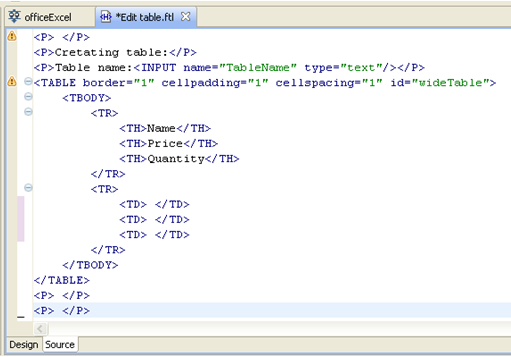 officeExcel *Edit table.ftl
<P> </P>
<P>Cretating table:</P>
<P>Table name:<INPUT name="TableName" type="text"/></P>
<TABLE border="1" cellpadding="1" cellspacing="1" id="wideTable">
<TBODY>
<TR>
<TH>Name</TH>
<TH>Price</TH>
<TH>Quantity</TH>
</TR>
<TR>
<TD> </TD>
<TD> </TD>
<TD> </TD>
</TR>
</TBODY>
</TABLE>
<P> </P>
<P> </P>
Design Source